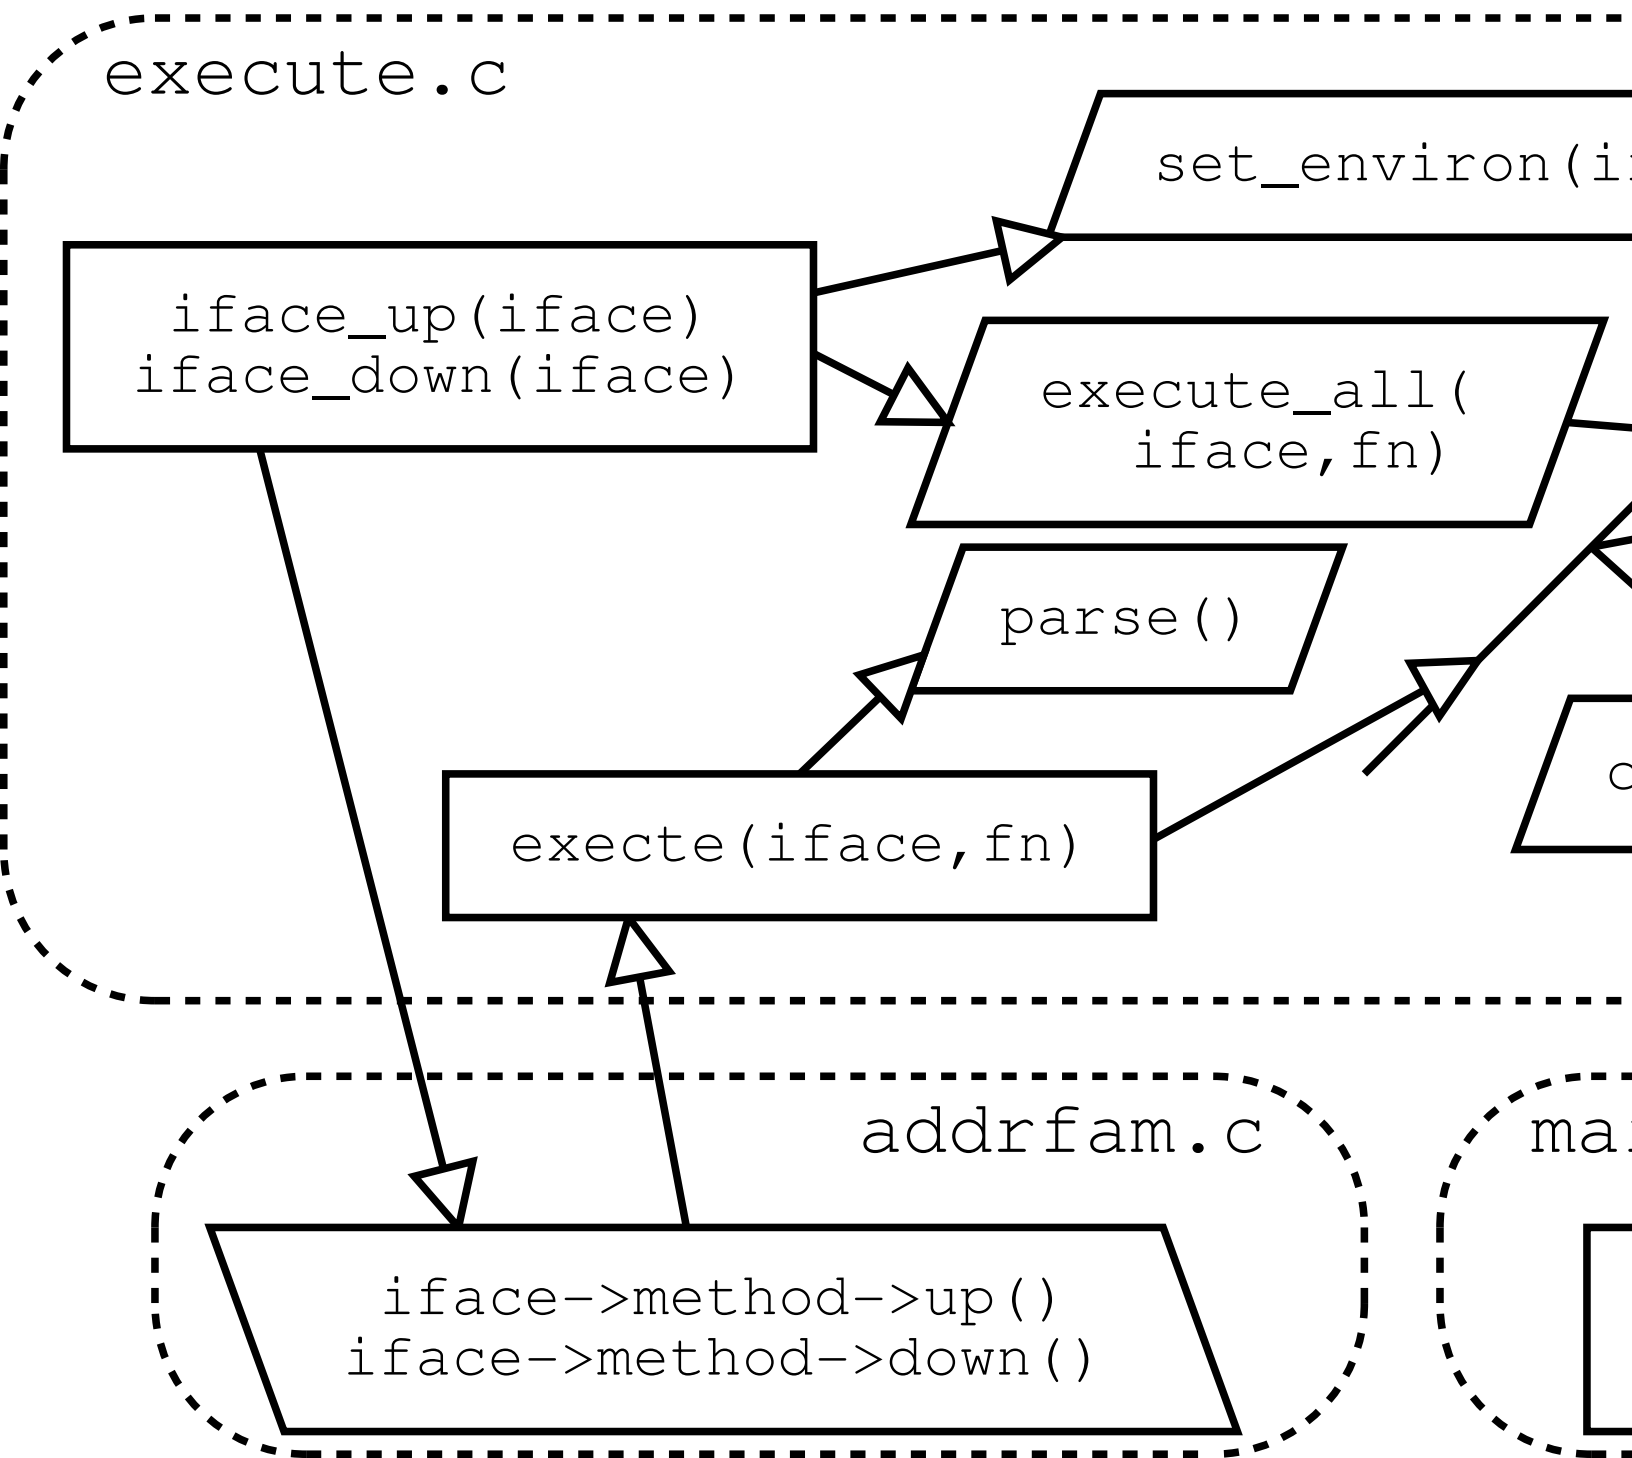 execute.c
set_environ(i
iface_up(iface)
iface_down(iface)
execute_all(
iface,fn)
parse()
execte(iface,fn)
addrfam.c
iface->method->up()
iface->method->down()